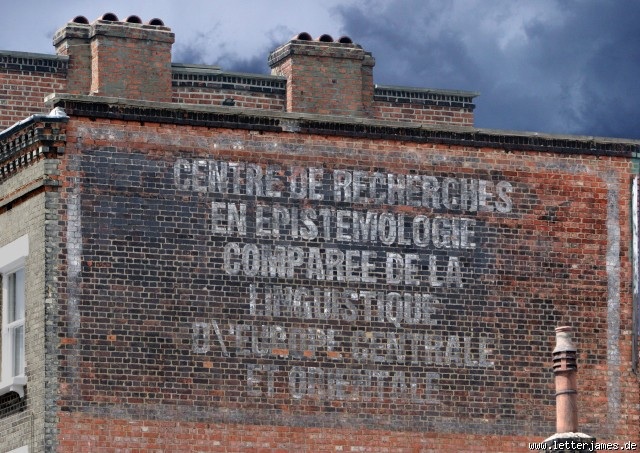 CENTRE DE RECHERCHES
EN EPISTEMOLOGIE
COMPAREE DE LA
LINGUISTIQUE
D\'EUROPE CENTRALE
ET ORIENTALE
www.letterjames.de